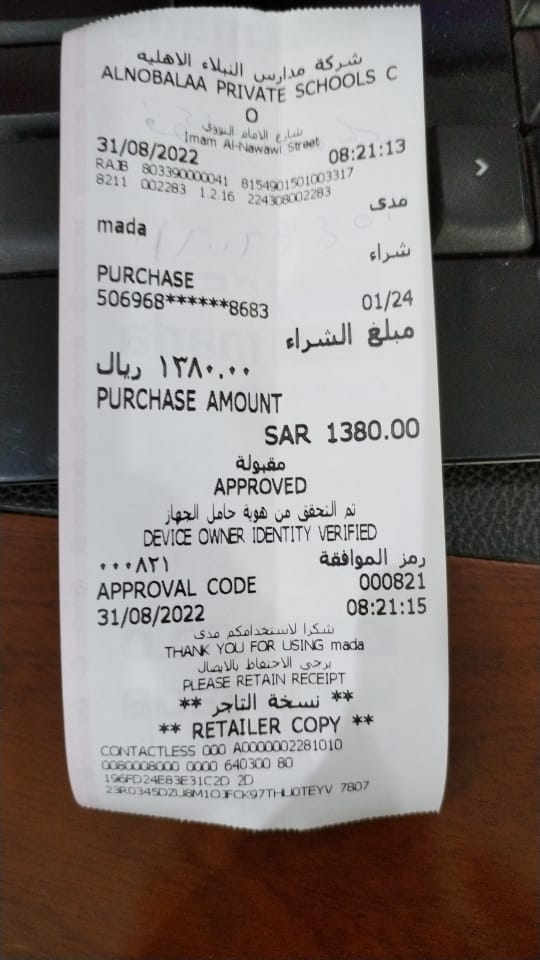 شركة مدارس النبلاء الاهليه
ALNOBALAA PRIVATE SCHOOLS C
O
شارع الامام النووي
Imam Al-Nawawi Street
31/08/2022 08:21:13
RAJB 803390000041 8154901501003317
8211 002283 1.2.16 224308002283
مدى
mada
شراء
PURCHASE
506968******8683 01/24
مبلغ الشراء
١٣٨٠.٠٠ ريال
PURCHASE AMOUNT
SAR 1380.00
مقبولة
APPROVED
تم التحقق من هوية حامل الجهاز
DEVICE OWNER IDENTITY VERIFIED
رمز الموافقة ٠٠٠٨٢١
APPROVAL CODE 000821
31/08/2022 08:21:15
شكرا لاستخدامكم مدى
THANK YOU FOR USING mada
يرجى الاحتفاظ بالايصال
PLEASE RETAIN RECEIPT
** نسخة التاجر **
** RETAILER COPY **
CONTACTLESS 000 A0000002281010
0080008000 0000 640300 80
196FD24E83E31C2D 2D
7807